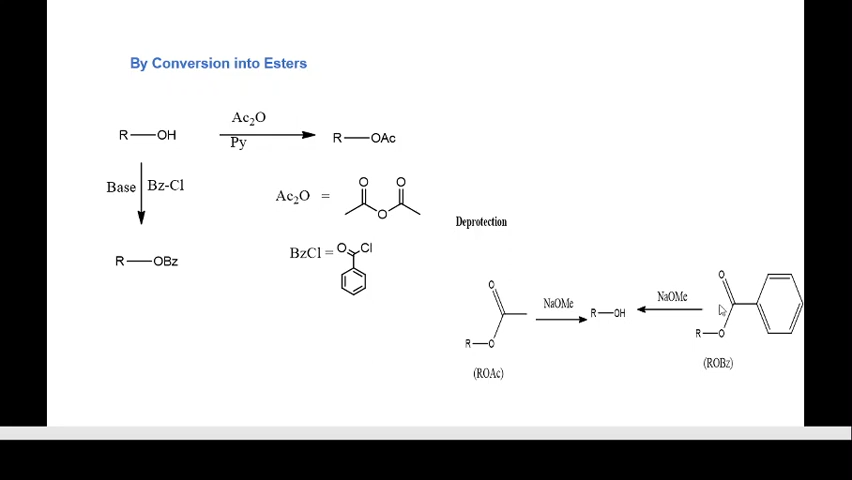 By Conversion into Esters
R—OH
Ac₂O
Py
R—OAc
Base
Bz-Cl
Ac₂O =
O
O
O
Deprotection
R—OBz
BzCl =
O
Cl
O
NaOMe
R—OH
NaOMe
O
R—O
R—O
(ROAc)
(ROBz)